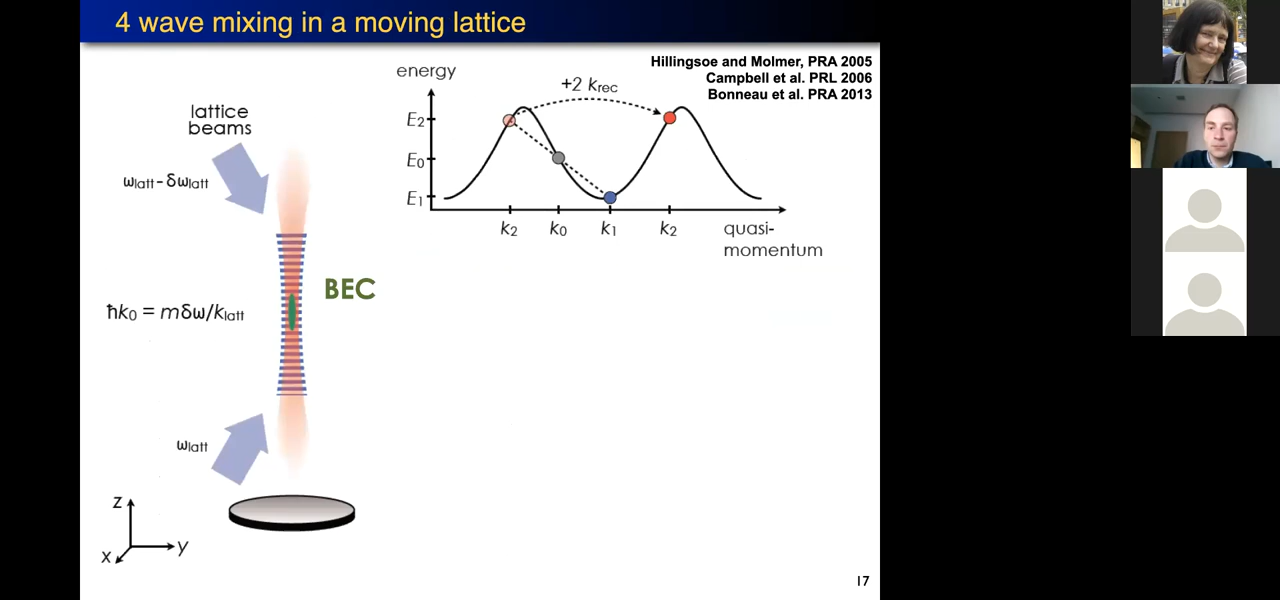 4 wave mixing in a moving lattice
Hillingsoe and Molmer, PRA 2005
Campbell et al. PRL 2006
Bonneau et al. PRA 2013
energy
+2 krec
E2
E0
E1
k2
k0
k1
k2
quasi-
momentum
lattice
beams
ωlatt - δωlatt
BEC
ħk0 = mδω/klatt
ωlatt
z
x
y
17